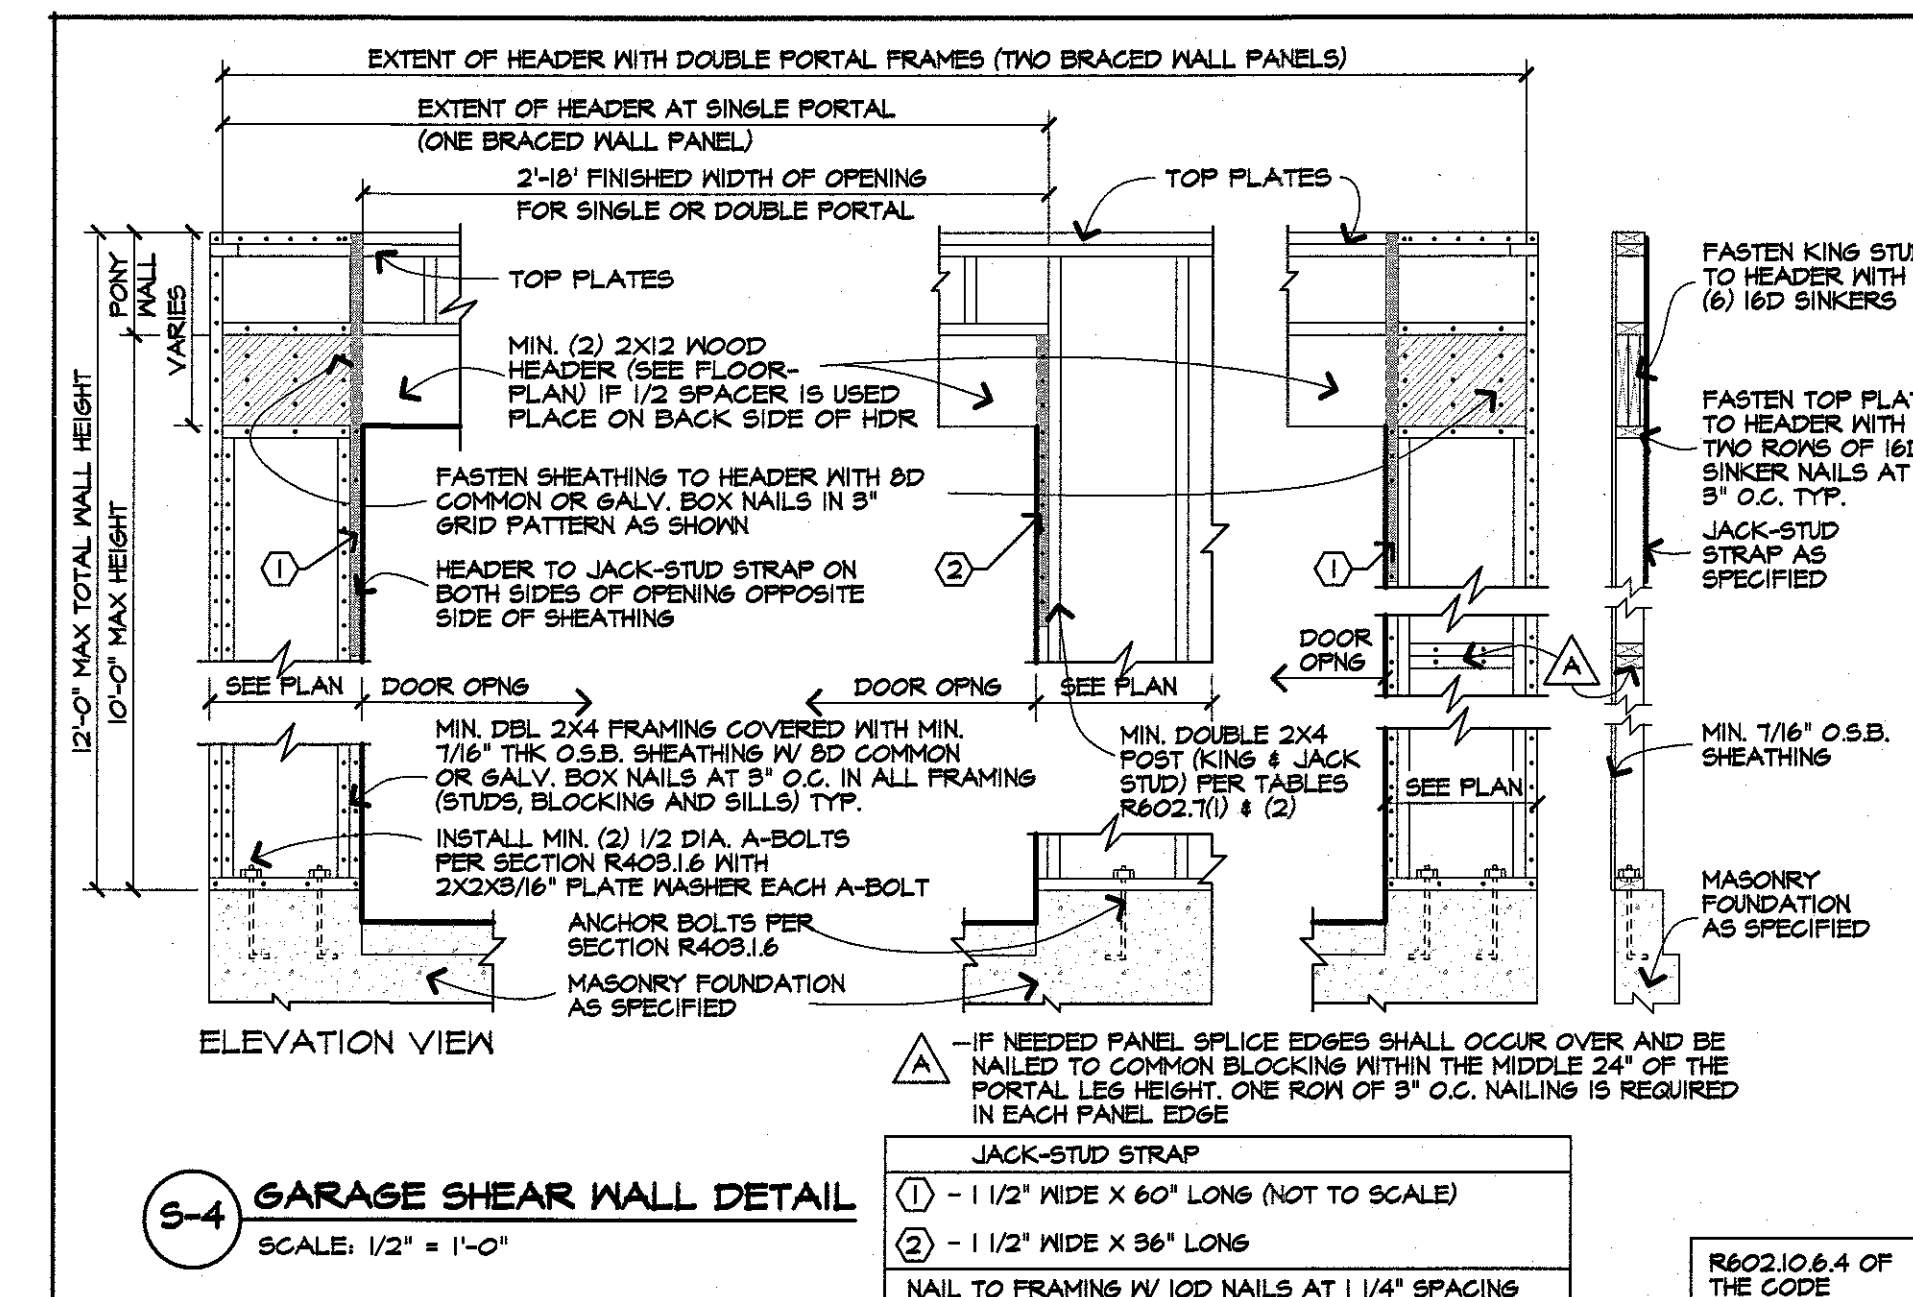 EXTENT OF HEADER WITH DOUBLE PORTAL FRAMES (TWO BRACED WALL PANELS)
EXTENT OF HEADER AT SINGLE PORTAL
(ONE BRACED WALL PANEL)
2'-18' FINISHED WIDTH OF OPENING
FOR SINGLE OR DOUBLE PORTAL
TOP PLATES
TOP PLATES
PONY
WALL
VARIES
12'-0" MAX TOTAL WALL HEIGHT
10'-0" MAX HEIGHT
MIN. (2) 2X12 WOOD
HEADER (SEE FLOOR-
PLAN) IF 1/2 SPACER IS USED
PLACE ON BACK SIDE OF HDR
FASTEN SHEATHING TO HEADER WITH 8D
COMMON OR GALV. BOX NAILS IN 3"
GRID PATTERN AS SHOWN
1
HEADER TO JACK-STUD STRAP ON
BOTH SIDES OF OPENING OPPOSITE
SIDE OF SHEATHING
2
1
FASTEN KING
TO HEADER WITH
(6) 16D SINKERS
FASTEN TOP
TO HEADER WITH
TWO ROWS OF
SINKER NAILS AT
3" O.C. TYP.
JACK-STUD
STRAP AS
SPECIFIED
DOOR
OPNG
A
SEE PLAN
DOOR OPNG
DOOR OPNG
SEE PLAN
MIN. DBL 2X4 FRAMING COVERED WITH MIN.
7/16" THK O.S.B. SHEATHING W/ 8D COMMON
OR GALV. BOX NAILS AT 3" O.C. IN ALL FRAMING
(STUDS, BLOCKING AND SILLS) TYP.
MIN. DOUBLE 2X4
POST (KING & JACK
STUD) PER TABLES
R602.7(1) & (2)
SEE PLAN
MIN. 7/16" O.S.B.
SHEATHING
INSTALL MIN. (2) 1/2 DIA. A-BOLTS
PER SECTION R403.1.6 WITH
2X2X3/16" PLATE WASHER EACH A-BOLT
ANCHOR BOLTS PER
SECTION R403.1.6
MASONRY FOUNDATION
AS SPECIFIED
MASONRY
FOUNDATION
AS SPECIFIED
ELEVATION VIEW
A
-IF NEEDED PANEL SPLICE EDGES SHALL OCCUR OVER AND BE
NAILED TO COMMON BLOCKING WITHIN THE MIDDLE 24" OF THE
PORTAL LEG HEIGHT. ONE ROW OF 3" O.C. NAILING IS REQUIRED
IN EACH PANEL EDGE
S-4
GARAGE SHEAR WALL DETAIL
SCALE: 1/2" = 1'-0"
JACK-STUD STRAP
1 - 1 1/2" WIDE X 60" LONG (NOT TO SCALE)
2 - 1 1/2" WIDE X 36" LONG
NAIL TO FRAMING W/ 10D NAILS AT 1 1/4" SPACING
R602.10.6.4 OF
THE CODE